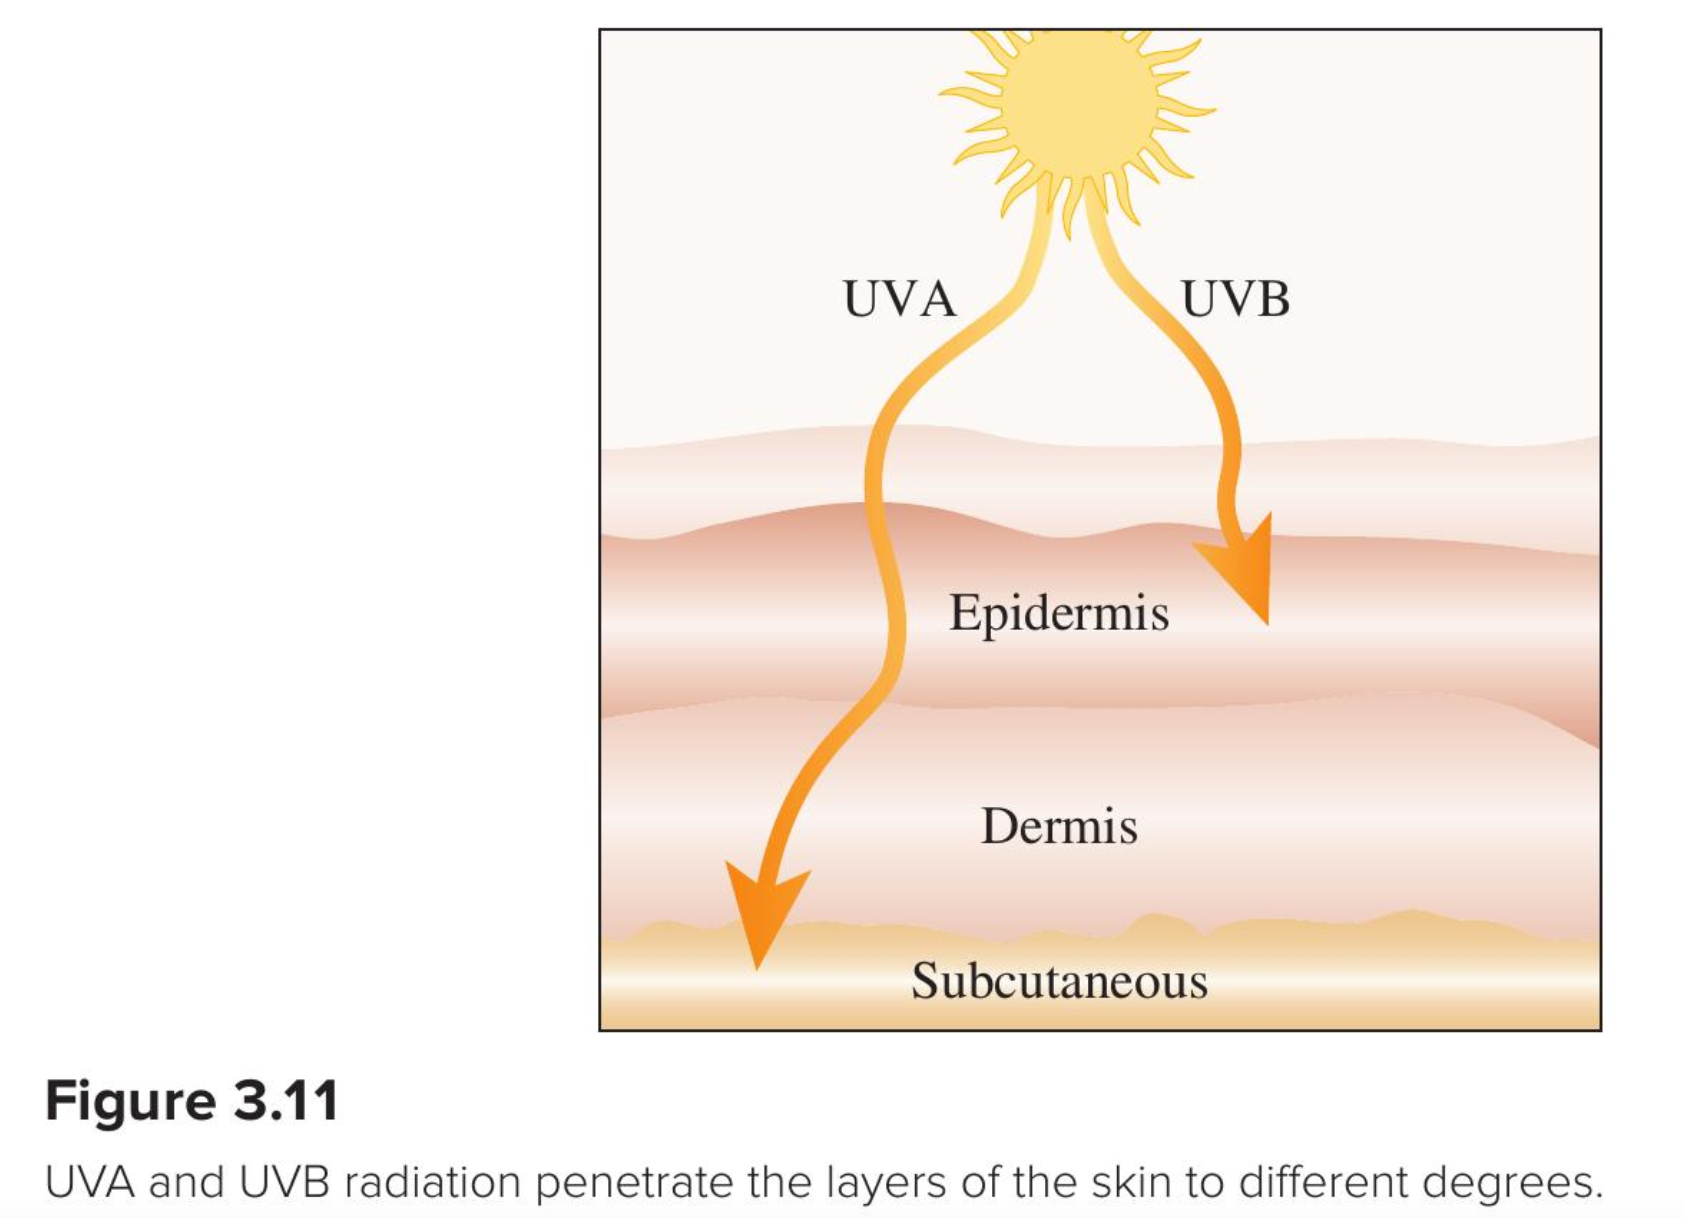 UVA UVB
Epidermis
Dermis
Subcutaneous
Figure 3.11
UVA and UVB radiation penetrate the layers of the skin to different degrees.